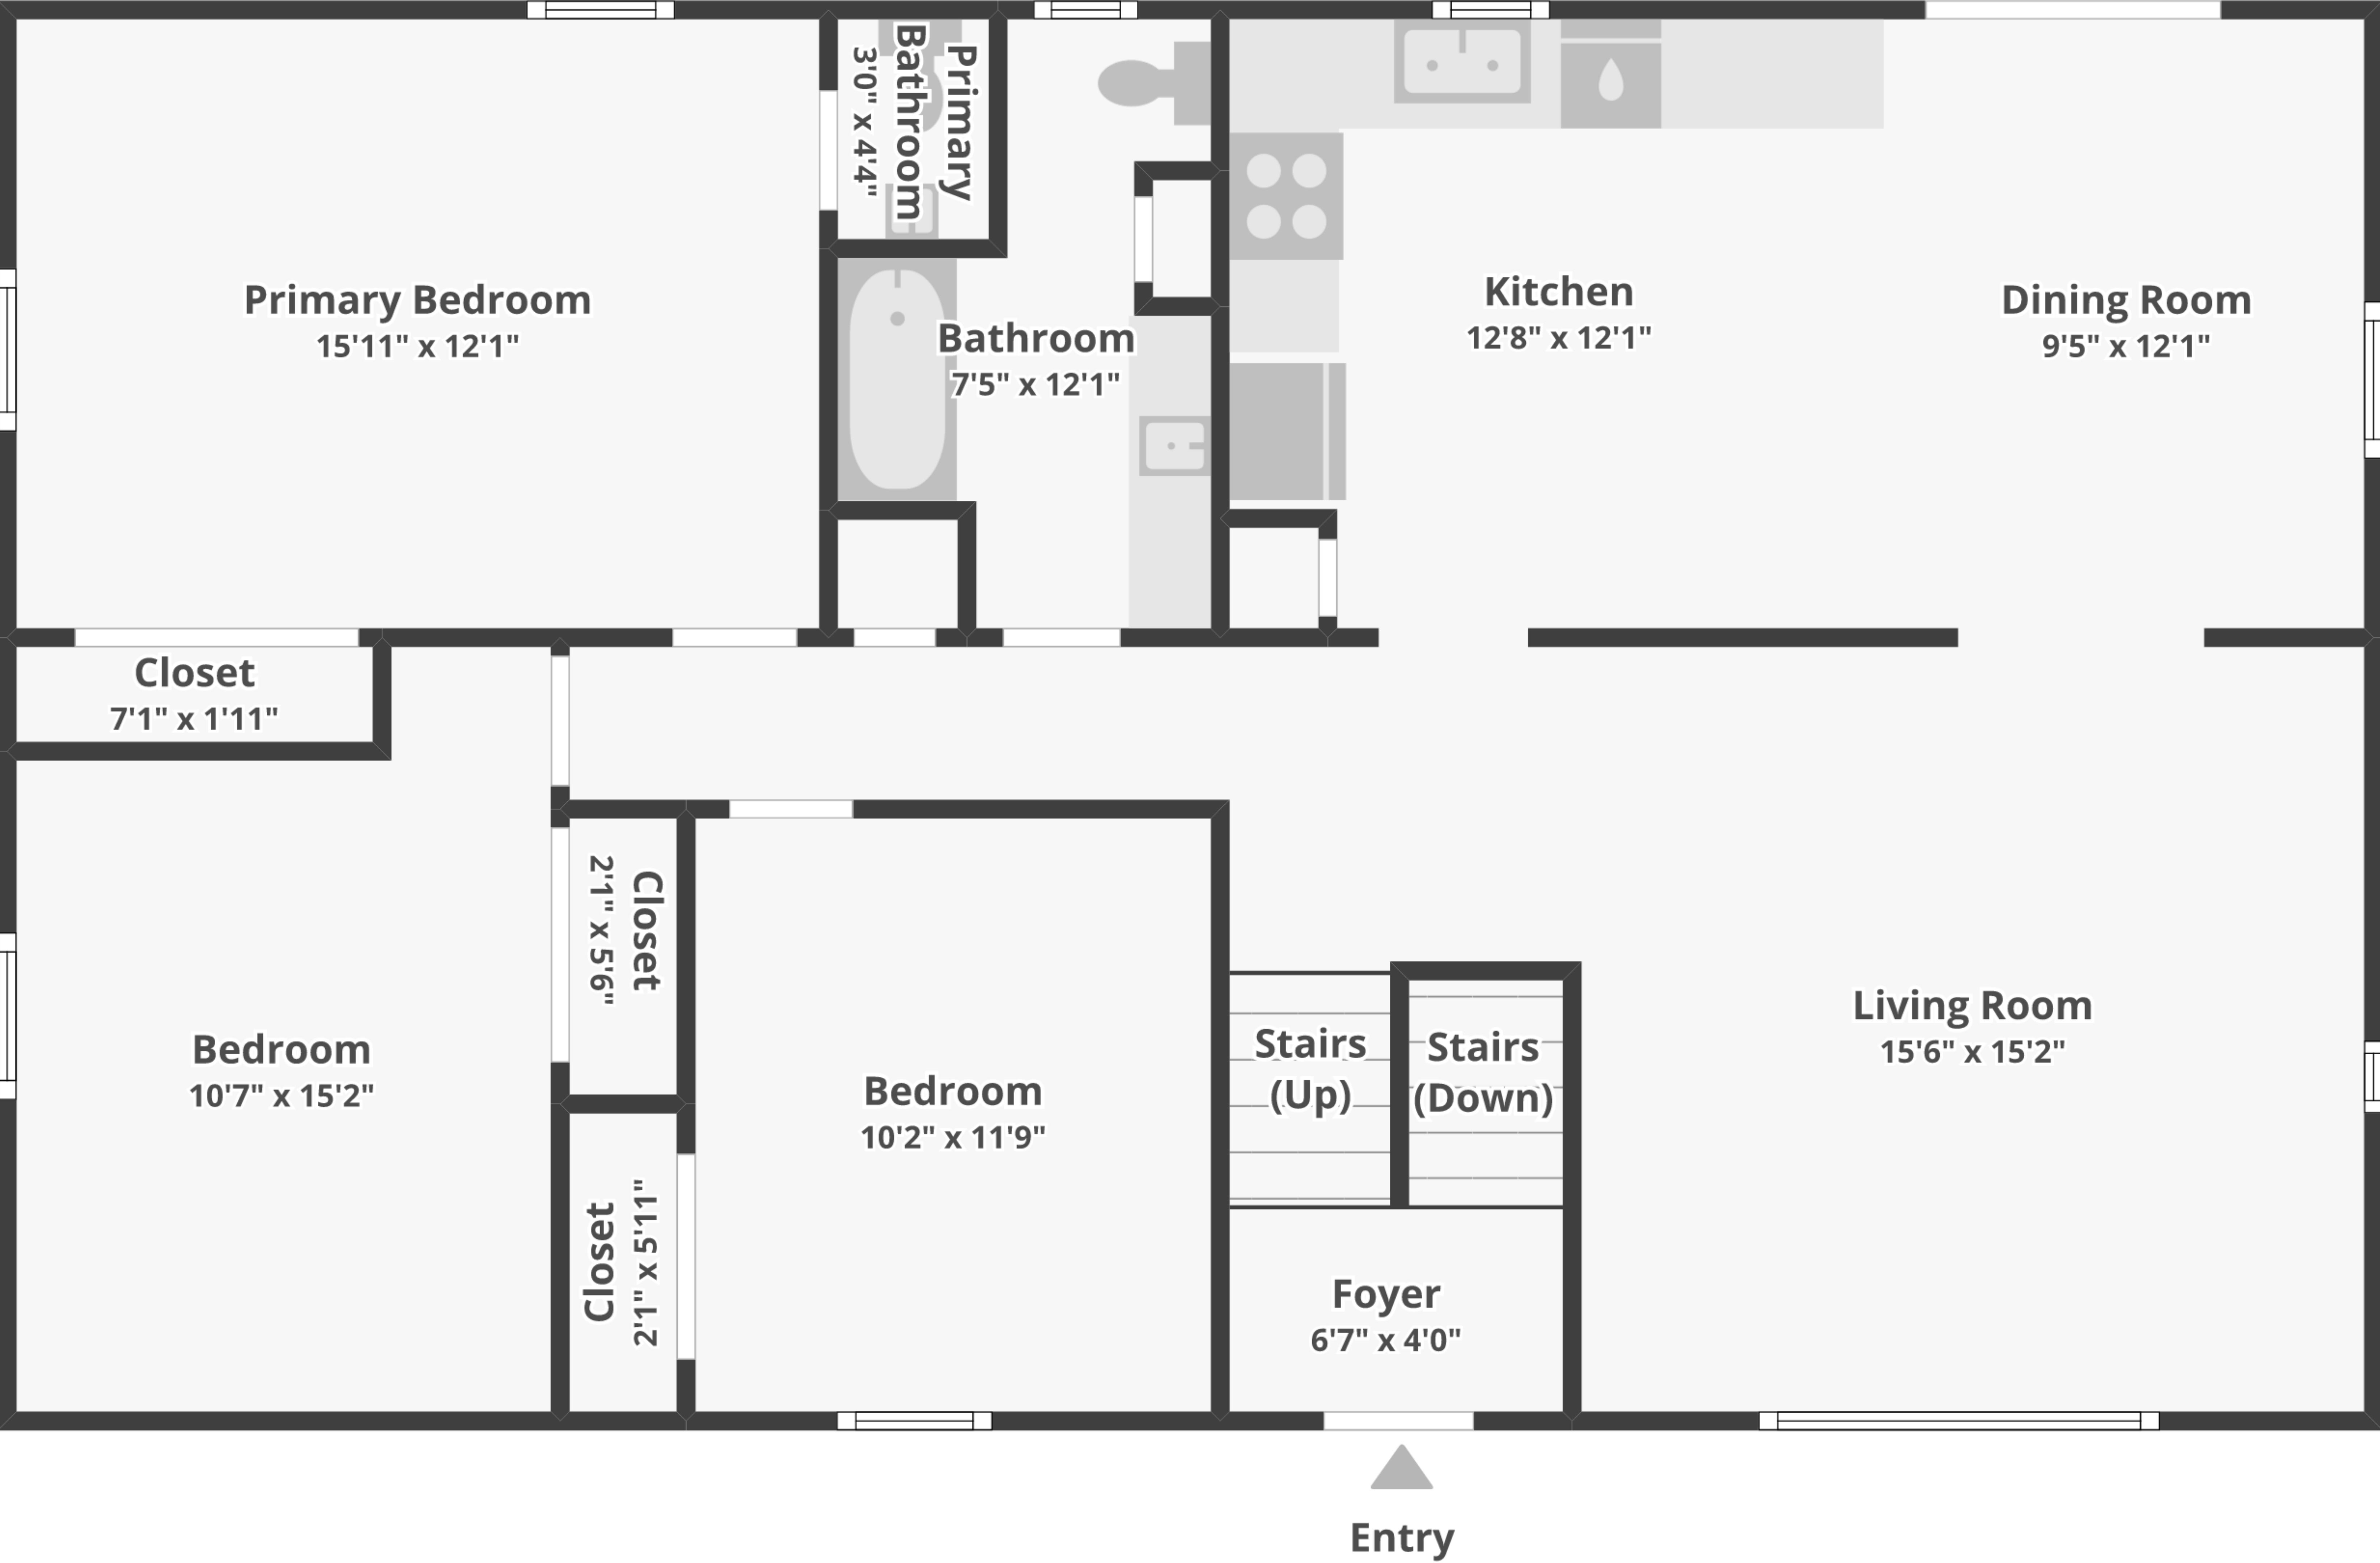 Primary
Bathroom
3'0" x 4'4"
Primary Bedroom
15'11" x 12'1"
Bathroom
7'5" x 12'1"
Kitchen
12'8" x 12'1"
Dining Room
9'5" x 12'1"
Closet
7'1" x 1'11"
Closet
2'1" x 5'6"
Bedroom
10'7" x 15'2"
Closet
2'1" x 5'11"
Bedroom
10'2" x 11'9"
Stairs
(Up)
Stairs
(Down)
Living Room
15'6" x 15'2"
Foyer
6'7" x 4'0"
Entry